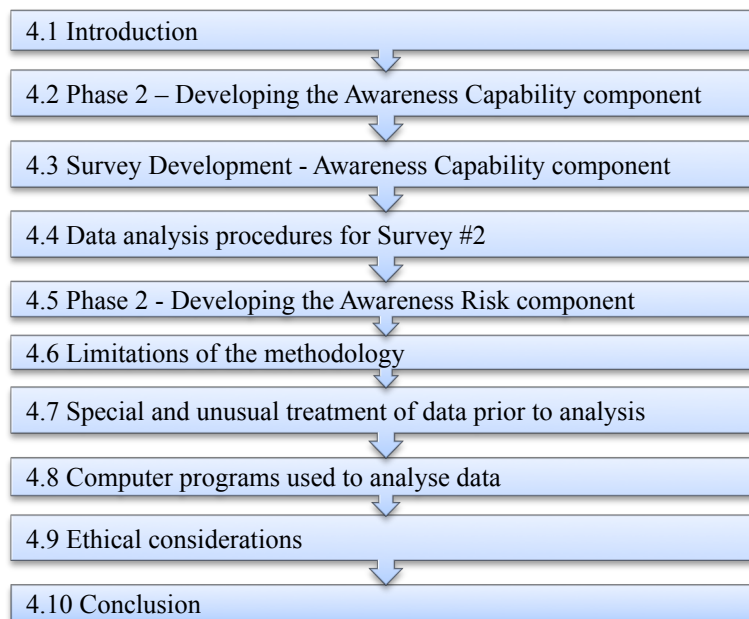 4.1 Introduction
4.2 Phase 2 – Developing the Awareness Capability component
4.3 Survey Development - Awareness Capability component
4.4 Data analysis procedures for Survey #2
4.5 Phase 2 - Developing the Awareness Risk component
4.6 Limitations of the methodology
4.7 Special and unusual treatment of data prior to analysis
4.8 Computer programs used to analyse data
4.9 Ethical considerations
4.10 Conclusion